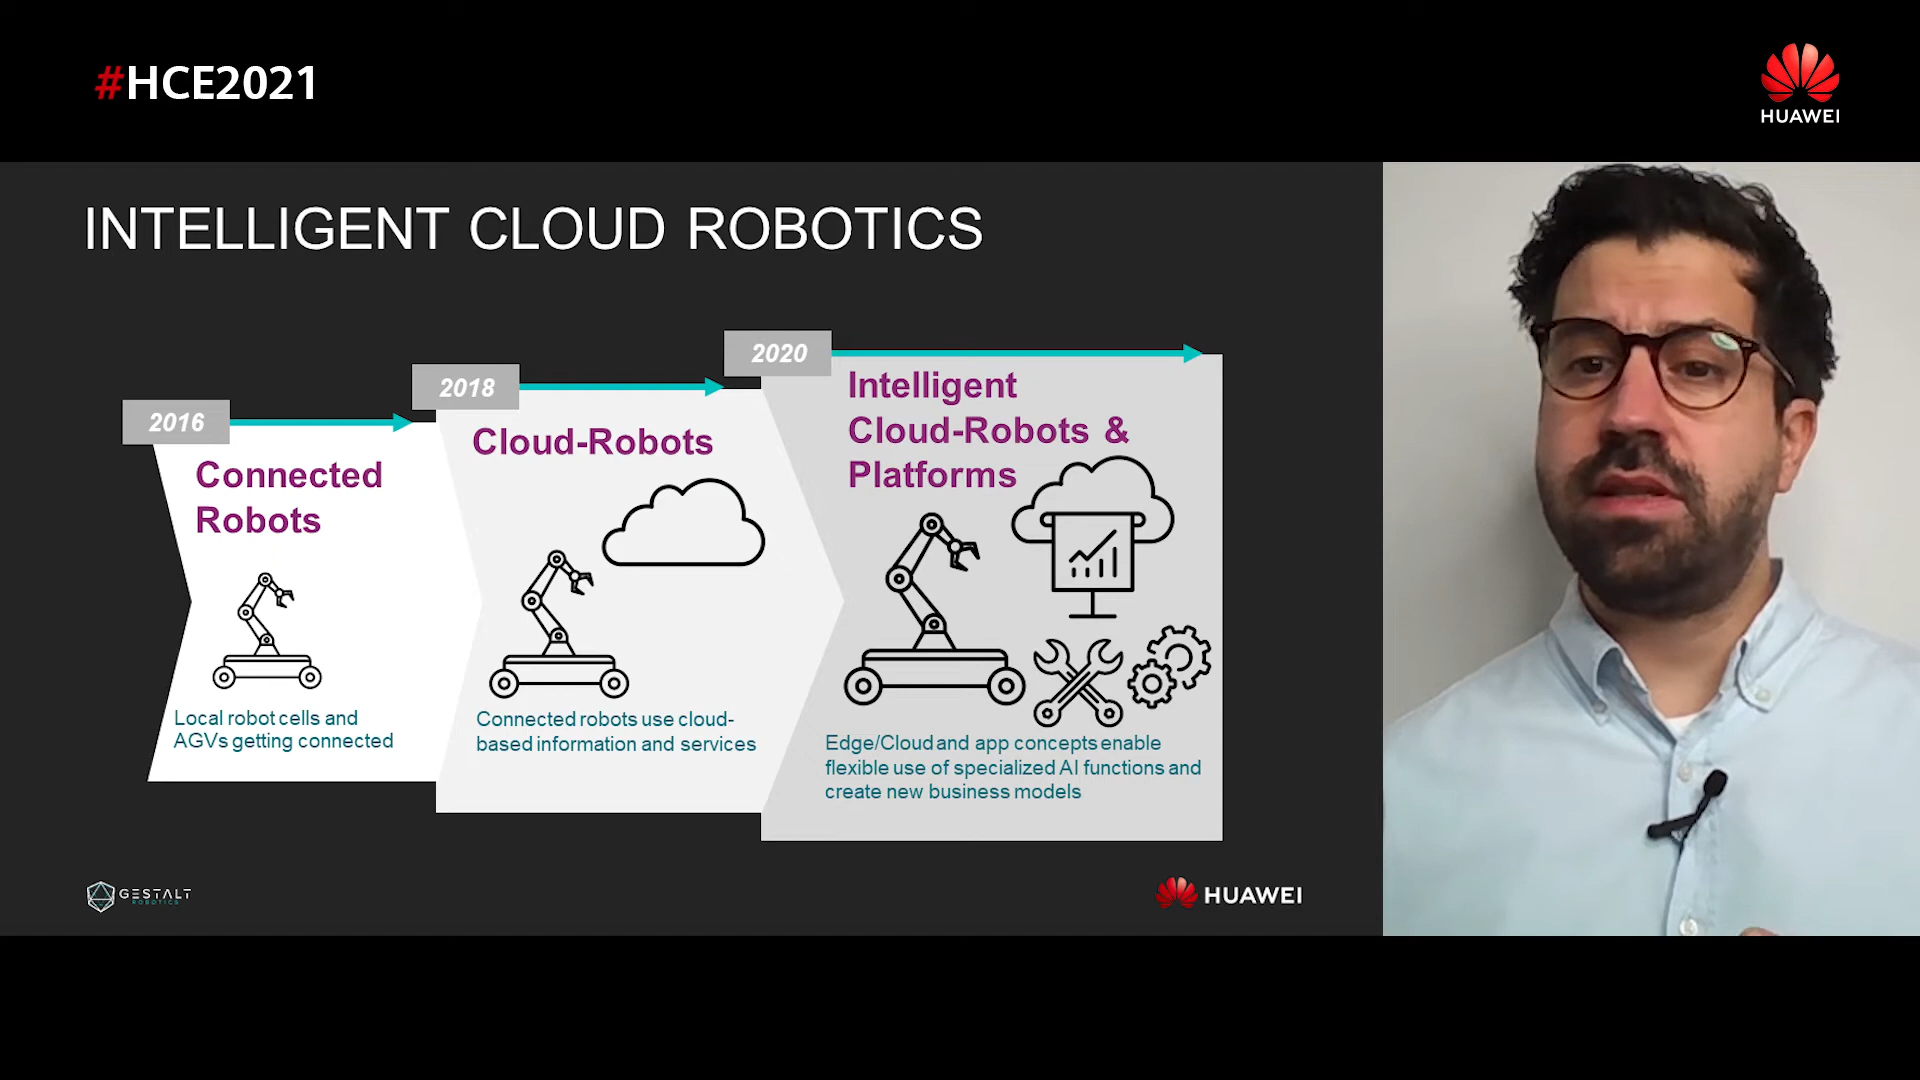 #HCE2021
HUAWEI
INTELLIGENT CLOUD ROBOTICS
2016
Connected
Robots
Local robot cells and
AGVs getting connected
2018
Cloud-Robots
Connected robots use cloud-
based information and services
2020
Intelligent
Cloud-Robots &
Platforms
Edge/Cloud and app concepts enable
flexible use of specialized AI functions and
create new business models
GESTALT
ROBOTICS
HUAWEI